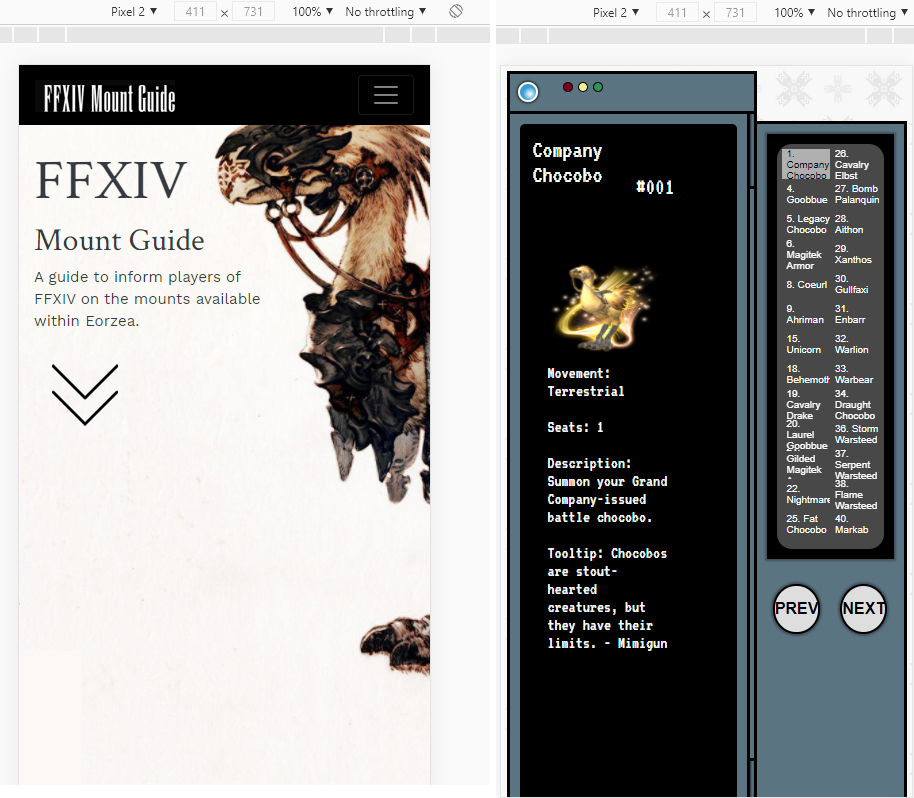 Pixel 2 ▼ 411 × 731 100% ▼ No throttling ▼
FFXIV Mount Guide
FFXIV
Mount Guide
A guide to inform players of
FFXIV on the mounts available
within Eorzea.
Pixel 2 ▼ 411 × 731 100% ▼ No throttling ▼
Company
Chocobo
#001
Movement:
Terrestrial
Seats: 1
Description:
Summon your Grand
Company-issued
battle chocobo.
Tooltip: Chocobos
are stout-
hearted
creatures, but
they have their
limits. - Mimigun
1.
Company
Chocobo
4.
Goobbue
5. Legacy
Chocobo
6.
Magitek
Armor
8. Coeurl
9.
Ahriman
15.
Unicorn
18.
Behemoth
19.
Cavalry
Drake
20.
Laurel
Goobbue
Gilded
Magitek
22.
Nightmare
25. Fat
Chocobo
26.
Cavalry
Elbst
27. Bomb
Palanquin
28.
Aithon
29.
Xanthos
30.
Gullfaxi
31.
Enbarr
32.
Warlion
33.
Warbear
34.
Draught
Chocobo
36. Storm
Warsteed
37.
Serpent
Warsteed
38.
Flame
Warsteed
40.
Markab
PREV
NEXT